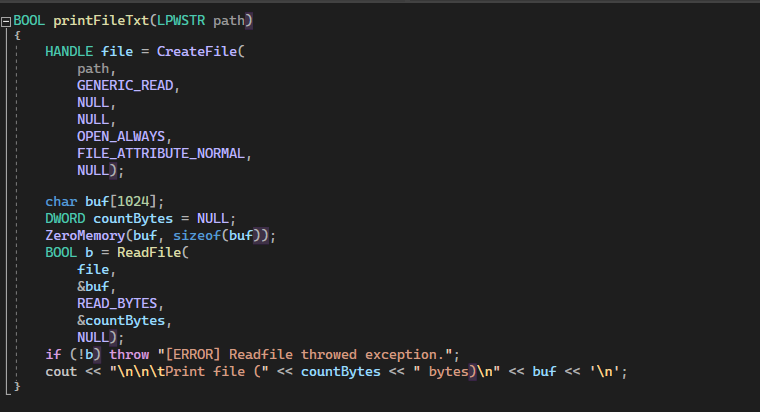 BOOL printFileTxt(LPWSTR path)
{
    HANDLE file = CreateFile(
        path,
        GENERIC_READ,
        NULL,
        NULL,
        OPEN_ALWAYS,
        FILE_ATTRIBUTE_NORMAL,
        NULL);

    char buf[1024];
    DWORD countBytes = NULL;
    ZeroMemory(buf, sizeof(buf));
    BOOL b = ReadFile(
        file,
        &buf,
        READ_BYTES,
        &countBytes,
        NULL);
    if (!b) throw "[ERROR] Readfile throwed exception.";
    cout << "\n\n\tPrint file (" << countBytes << " bytes)\n" << buf << '\n';
}